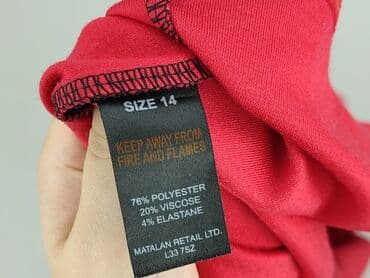 SIZE 14
KEEP AWAY FROM
FIRE AND FLAMES
76% POLYESTER
20% VISCOSE
4% ELASTANE
MATALAN RETAIL LTD.
L33 7SZ